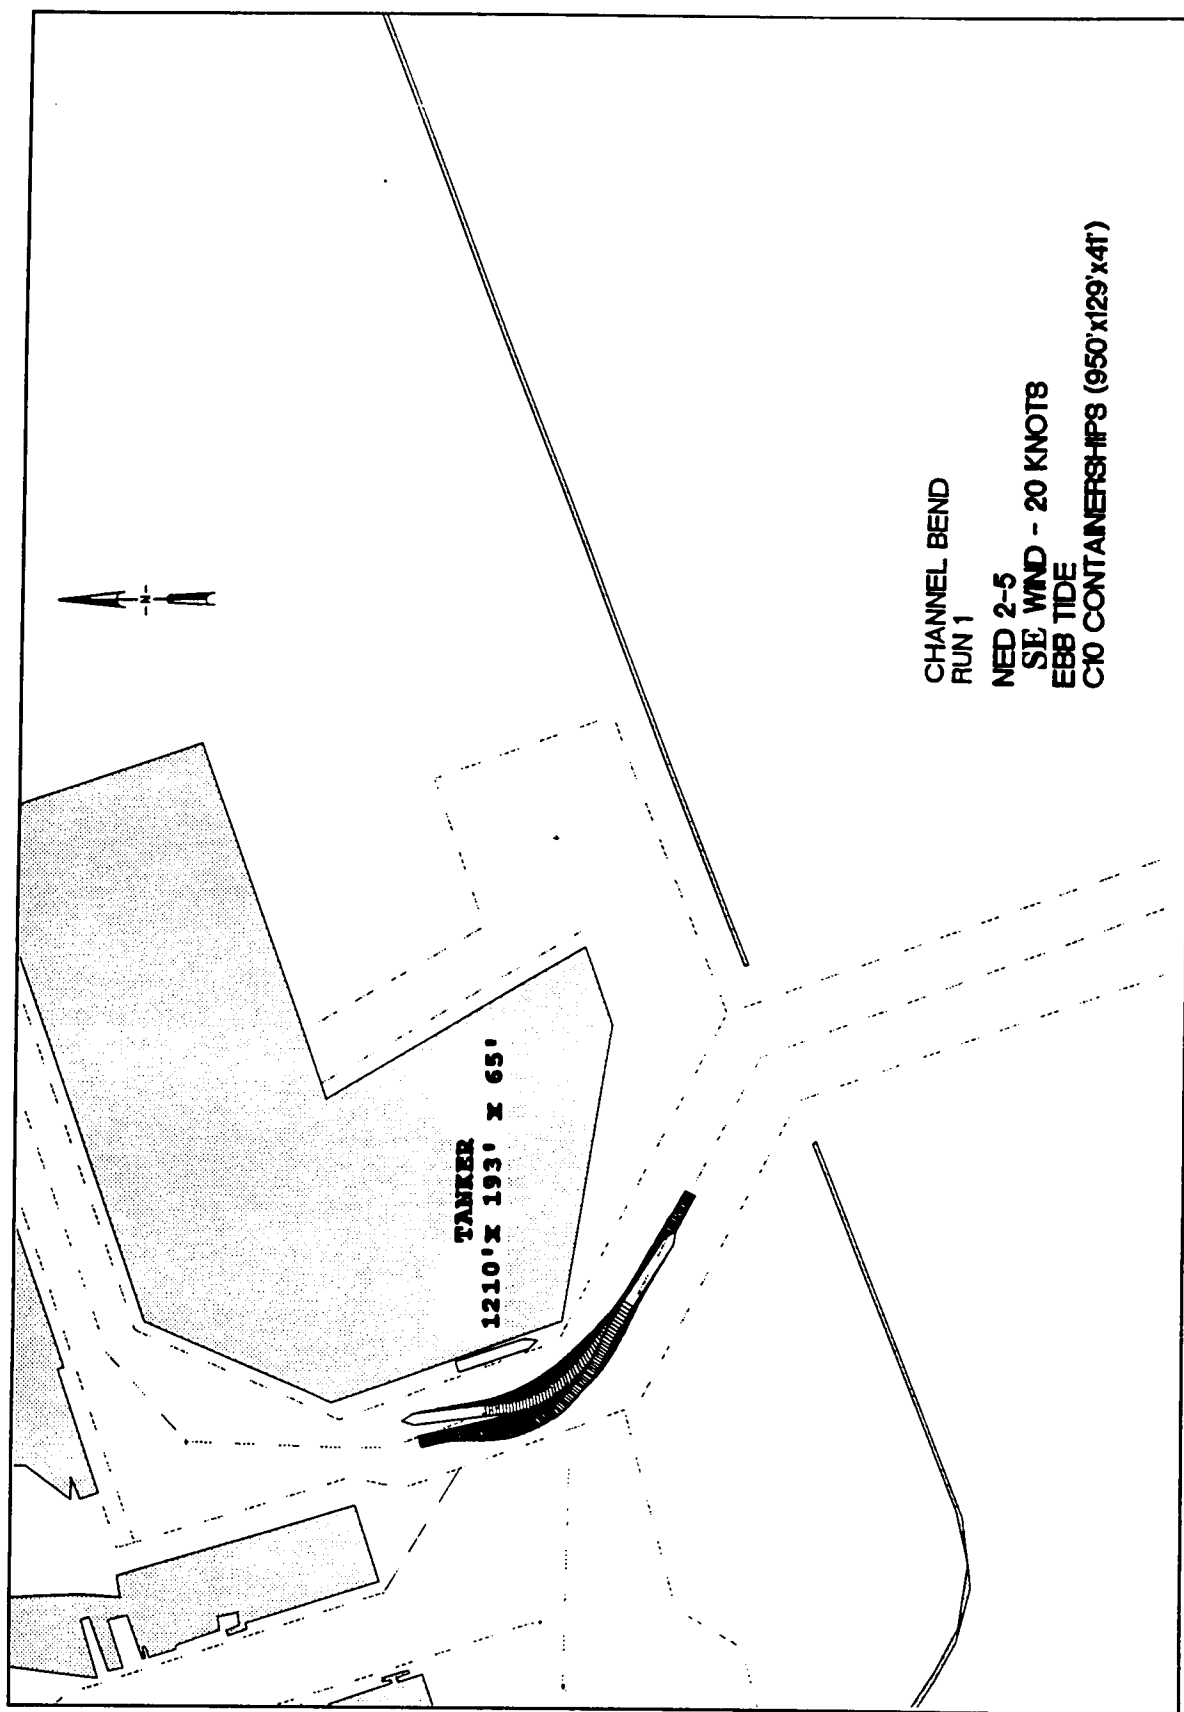 N
TANKER
1210'X 193' X 65'
CHANNEL BEND
RUN 1
NED 2-5
SE WIND - 20 KNOTS
EBB TIDE
C10 CONTAINERSHIPS (950'x129'x41')